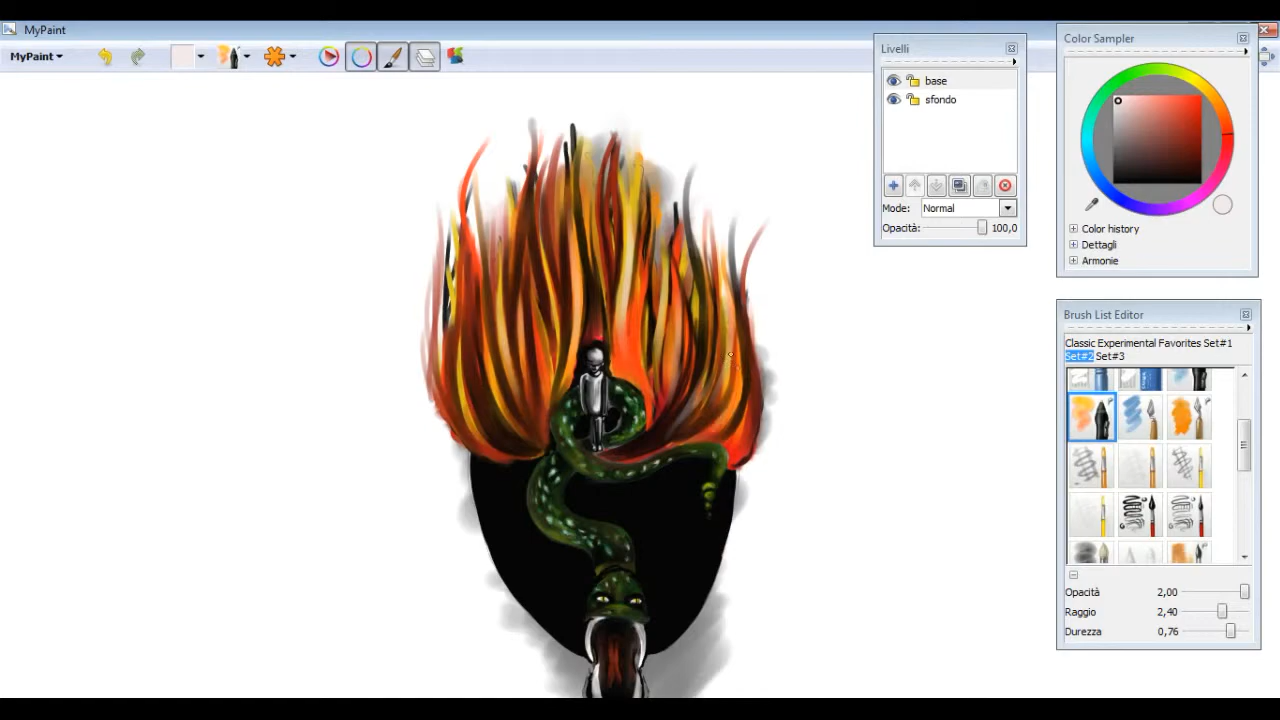 MyPaint
MyPaint
Livelli
base
sfondo
Mode: Normal
Opacità: 100,0
Color Sampler
Color history
Dettagli
Armonie
Brush List Editor
Classic Experimental Favorites Set#1
Set#2 Set#3
Opacità 2,00
Raggio 2,40
Durezza 0,76